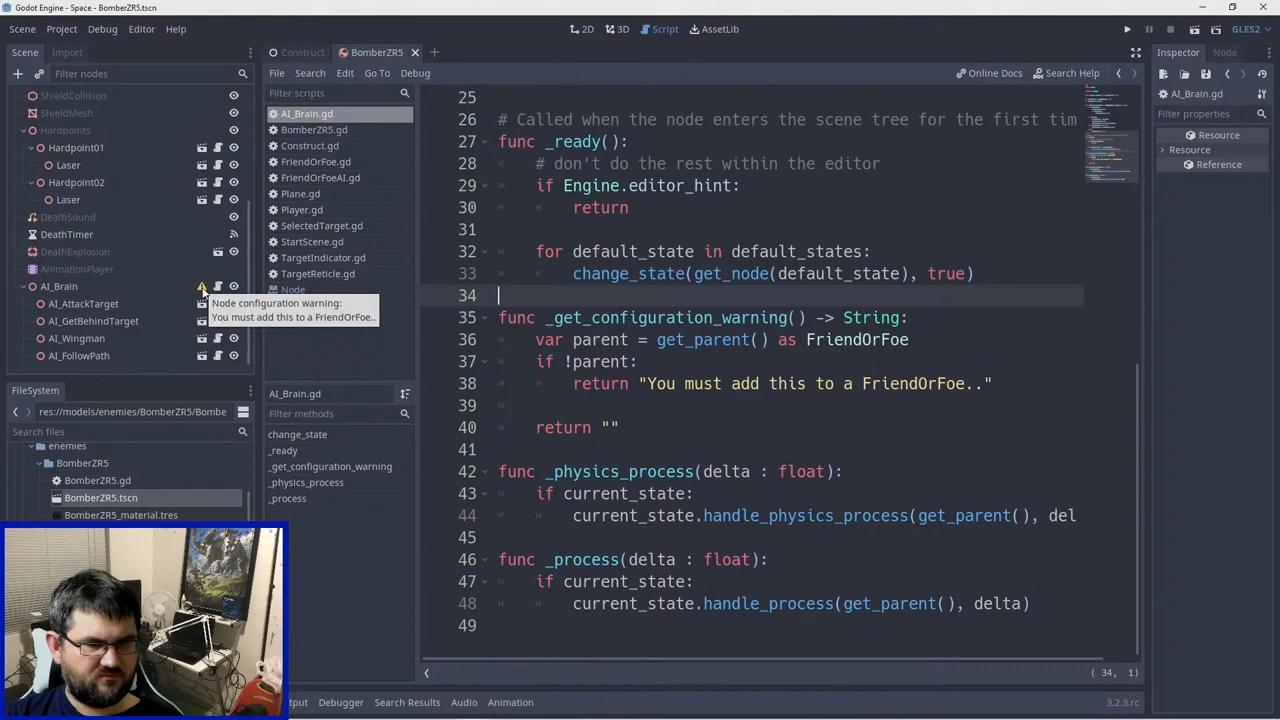 Godot Engine - Space - BomberZR5.tscn
Scene Project Debug Editor Help
2D 3D Script AssetLib
GLES2
Scene Import
Filter nodes
ShieldCollision
ShieldMesh
Hardpoints
Hardpoint01
Laser
Hardpoint02
Laser
DeathSound
DeathTimer
DeathExplosion
AnimationPlayer
AI_Brain
AI_AttackTarget
AI_GetBehindTarget
AI_Wingman
AI_FollowPath
Node configuration warning:
You must add this to a FriendOrFoe..
FileSystem
res://models/enemies/BomberZR5/Bombe
Search files
enemies
BomberZR5
BomberZR5.gd
BomberZR5.tscn
BomberZR5_material.tres
Construct BomberZR5
File Search Edit Go To Debug
Online Docs Search Help
Filter scripts
AI_Brain.gd
BomberZR5.gd
Construct.gd
FriendOrFoe.gd
FriendOrFoeAI.gd
Plane.gd
Player.gd
SelectedTarget.gd
StartScene.gd
TargetIndicator.gd
TargetReticle.gd
Node
AI_Brain.gd
Filter methods
change_state
_ready
_get_configuration_warning
_physics_process
_process
25
26 # Called when the node enters the scene tree for the first tim
27 func _ready():
28 # don't do the rest within the editor
29 if Engine.editor_hint:
30 return
31
32 for default_state in default_states:
33 change_state(get_node(default_state), true)
34
35 func _get_configuration_warning() -> String:
36 var parent = get_parent() as FriendOrFoe
37 if !parent:
38 return "You must add this to a FriendOrFoe.."
39
40 return ""
41
42 func _physics_process(delta : float):
43 if current_state:
44 current_state.handle_physics_process(get_parent(), del
45
46 func _process(delta : float):
47 if current_state:
48 current_state.handle_process(get_parent(), delta)
49
( 34, 1)
Inspector Node
AI_Brain.gd
Filter properties
Resource
Resource
Reference
tput Debugger Search Results Audio Animation
3.2.3.rc